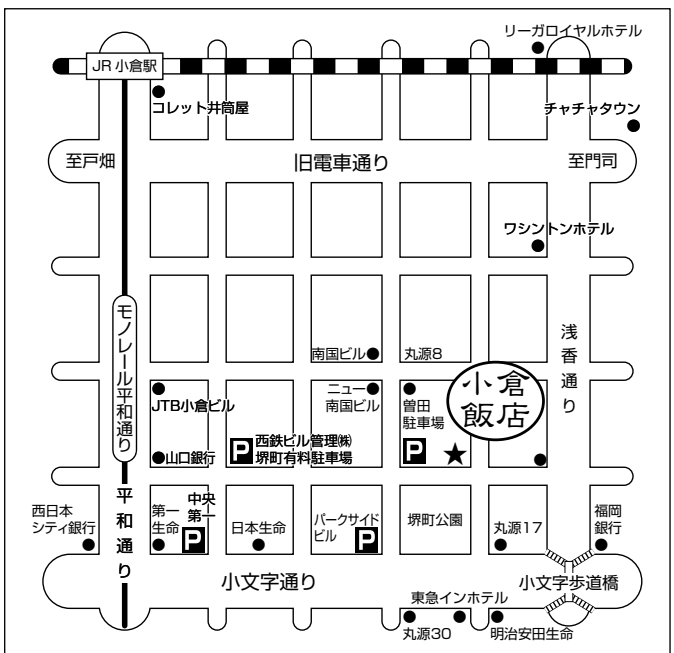 リーガロイヤルホテル
JR 小倉駅
コレット井筒屋
チャチャタウン
至戸畑
旧電車通り
至門司
ワシントンホテル
モノレール平和通り
浅香通り
南国ビル
丸源8
小倉
飯店
JTB小倉ビル
ニュー
南国ビル
曽田
駐車場
山口銀行
P
西鉄ビル管理㈱
堺町有料駐車場
P
平和通り
西日本
シティ銀行
第一
生命
中央
第一
P
日本生命
パークサイド
ビル
P
堺町公園
丸源17
福岡
銀行
小文字通り
小文字歩道橋
東急インホテル
丸源30
明治安田生命